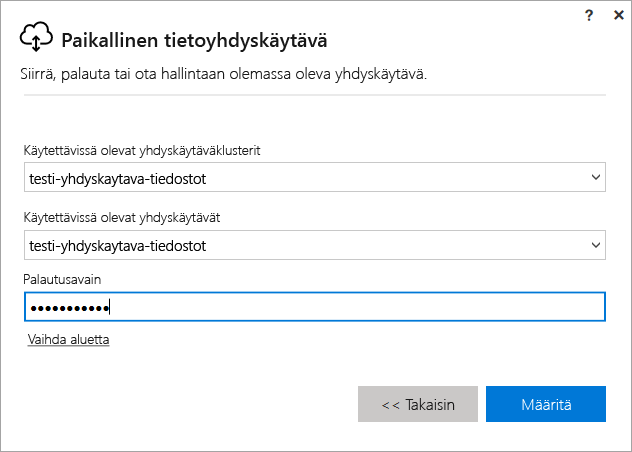 ? ✕
Paikallinen tietoyhdyskäytävä
Siirrä, palauta tai ota hallintaan olemassa oleva yhdyskäytävä.
Käytettävissä olevat yhdyskäytäväklusterit
testi-yhdyskaytava-tiedostot
Käytettävissä olevat yhdyskäytävät
testi-yhdyskaytava-tiedostot
Palautusavain
●●●●●●●●●●●
Vaihda aluetta
<< Takaisin Määritä